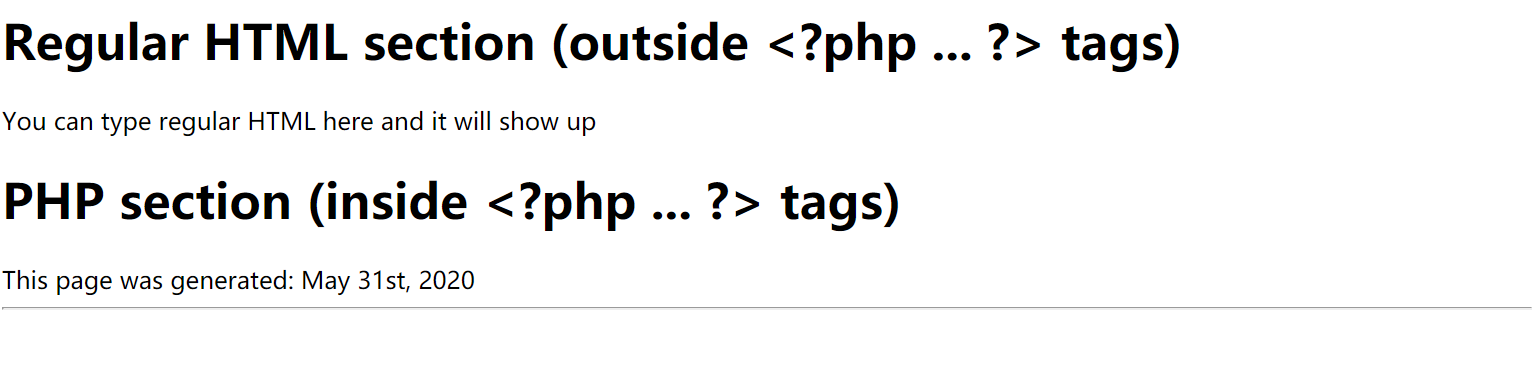 Regular HTML section (outside <?php ... ?> tags)
You can type regular HTML here and it will show up
PHP section (inside <?php ... ?> tags)
This page was generated: May 31st, 2020